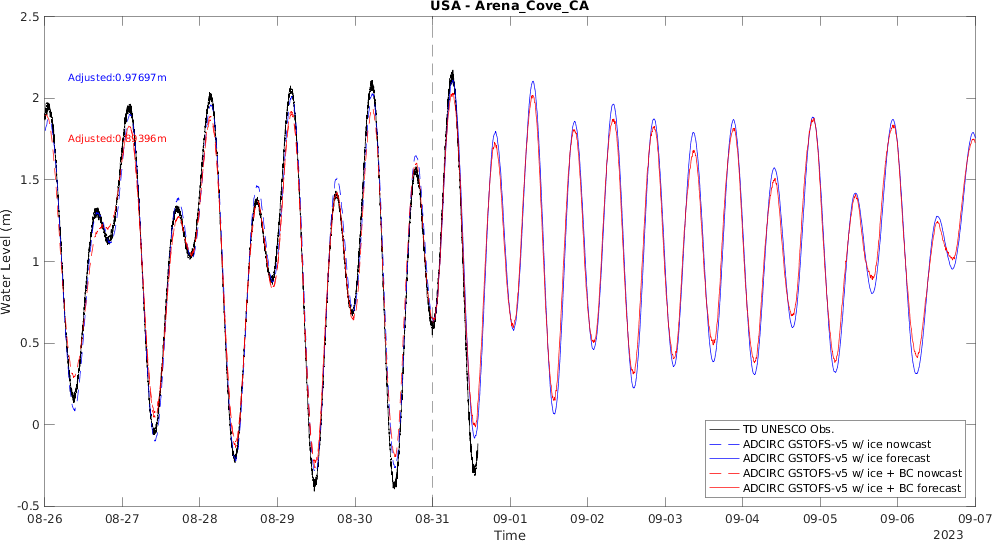 USA - Arena_Cove_CA
2.5
2
1.5
1
0.5
0
-0.5
Water Level (m)
Adjusted:0.97697m
Adjusted:0.89396m
TD UNESCO Obs.
ADCIRC GSTOFS-v5 w/ ice nowcast
ADCIRC GSTOFS-v5 w/ ice forecast
ADCIRC GSTOFS-v5 w/ ice + BC nowcast
ADCIRC GSTOFS-v5 w/ ice + BC forecast
08-26 08-27 08-28 08-29 08-30 08-31 09-01 09-02 09-03 09-04 09-05 09-06 09-07
Time
2023